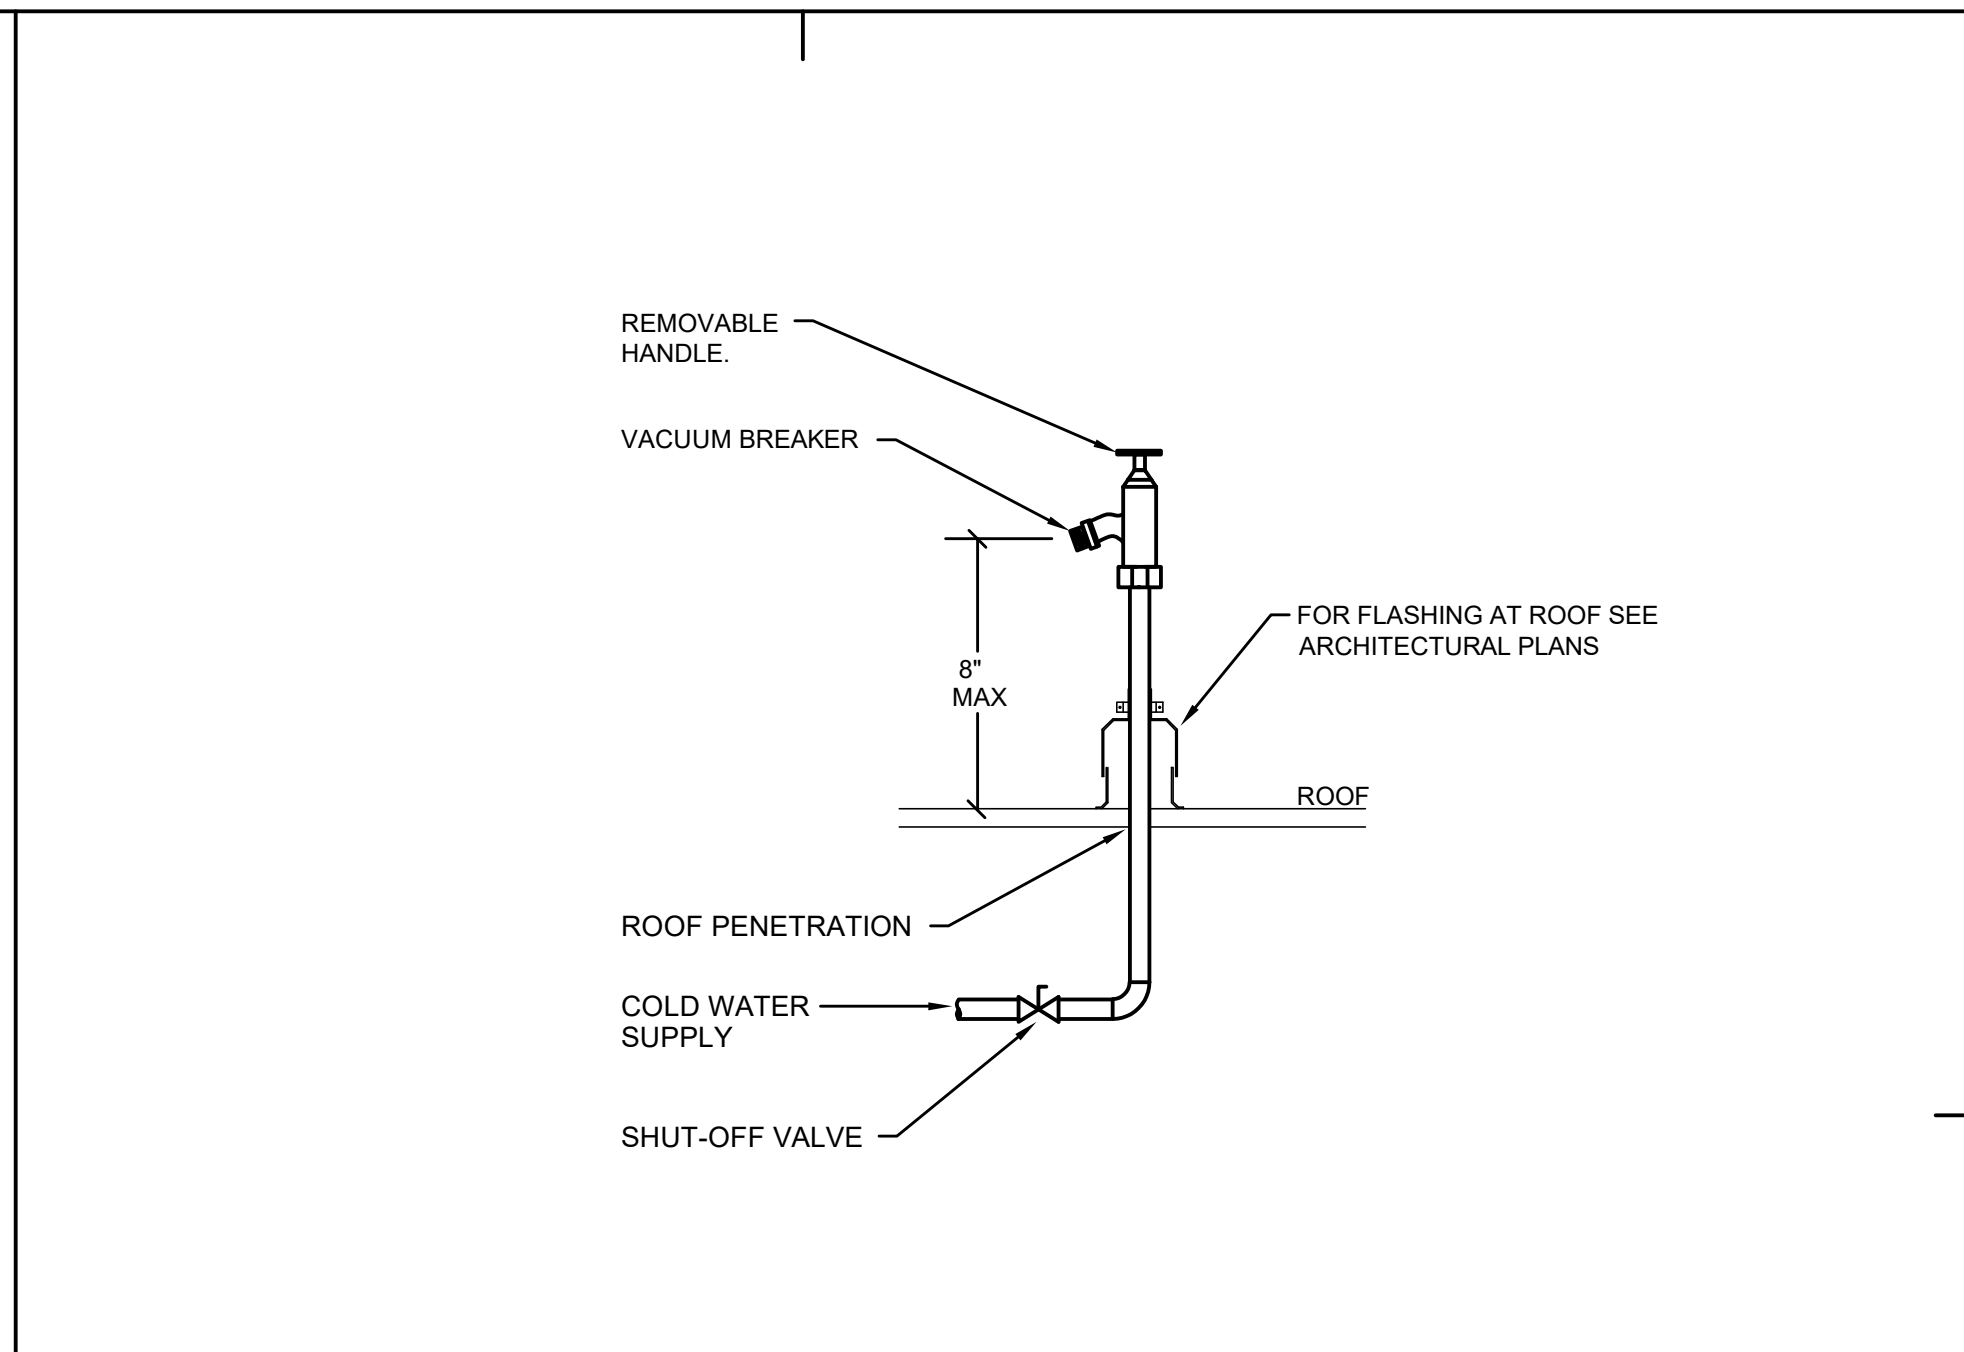 REMOVABLE
HANDLE.
VACUUM BREAKER
FOR FLASHING AT ROOF SEE
ARCHITECTURAL PLANS
8"
MAX
ROOF
ROOF PENETRATION
COLD WATER
SUPPLY
SHUT-OFF VALVE